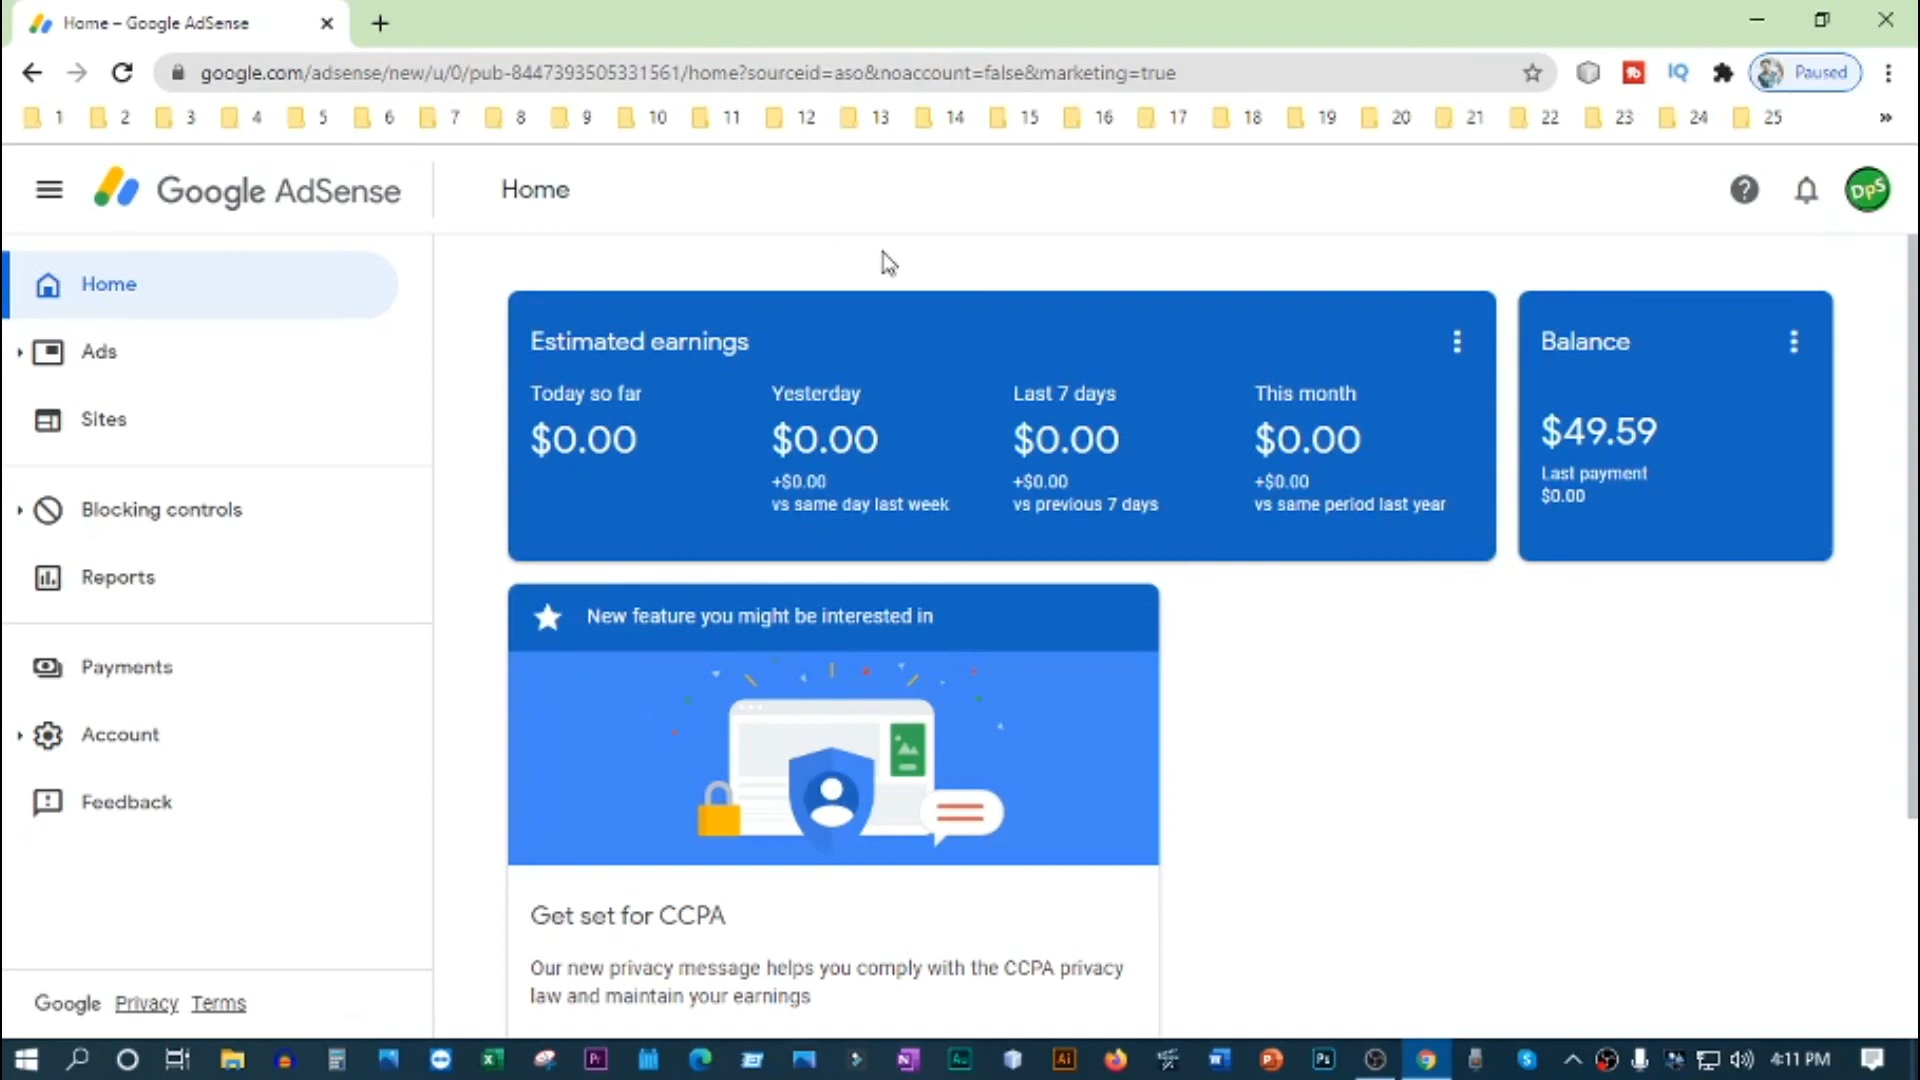 Home – Google AdSense
google.com/adsense/new/u/0/pub-8447393505331561/home?sourceid=aso&noaccount=false&marketing=true
IQ
Paused
1 2 3 4 5 6 7 8 9 10 11 12 13 14 15 16 17 18 19 20 21 22 23 24 25 »
Google AdSense
Home
DpS
Home
Ads
Sites
Blocking controls
Reports
Payments
Account
Feedback
Google Privacy Terms
Estimated earnings
Today so far
$0.00
Yesterday
$0.00
+$0.00
vs same day last week
Last 7 days
$0.00
+$0.00
vs previous 7 days
This month
$0.00
+$0.00
vs same period last year
Balance
$49.59
Last payment
$0.00
New feature you might be interested in
Get set for CCPA
Our new privacy message helps you comply with the CCPA privacy
law and maintain your earnings
Pr
Ai
Ps
4:11 PM